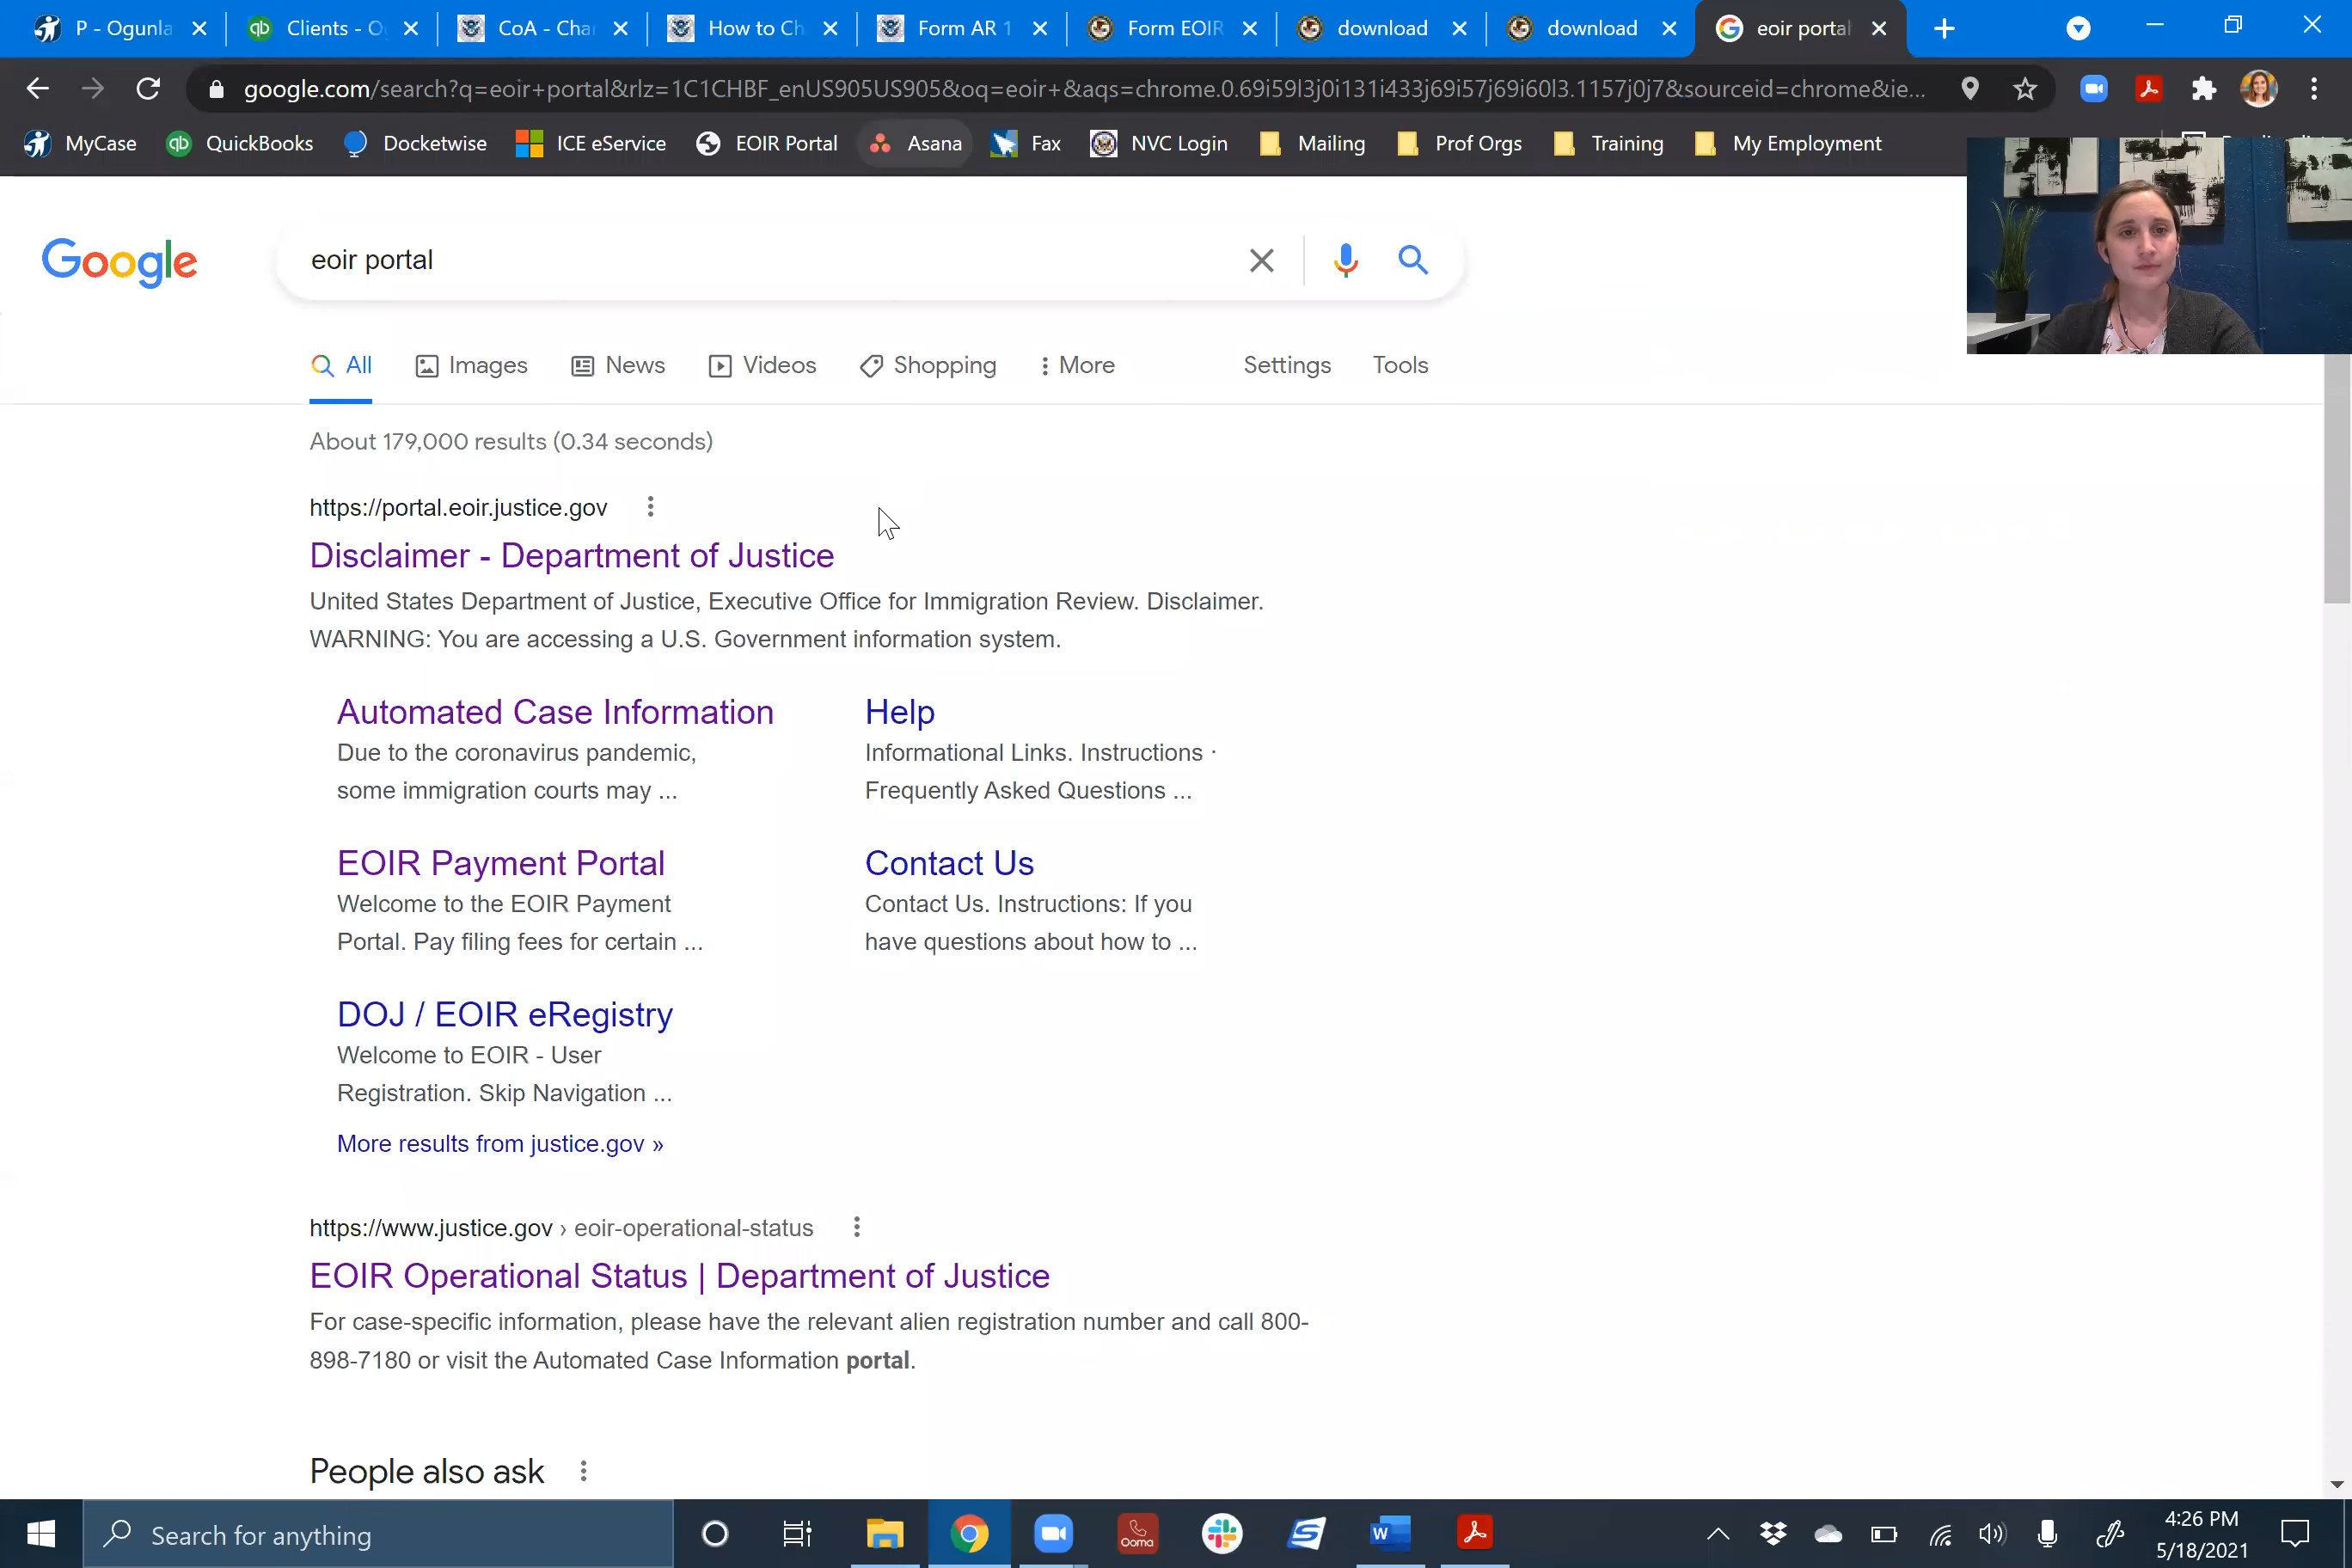 P - Ogunla
Clients - O
CoA - Cha
How to Ch
Form AR 1
Form EOIR
download
download
eoir portal
google.com/search?q=eoir+portal&rlz=1C1CHBF_enUS905US905&oq=eoir+&aqs=chrome.0.69i59l3j0i131i433j69i57j69i60l3.1157j0j7&sourceid=chrome&ie...
MyCase
QuickBooks
Docketwise
ICE eService
EOIR Portal
Asana
Fax
NVC Login
Mailing
Prof Orgs
Training
My Employment
Google
eoir portal
All
Images
News
Videos
Shopping
More
Settings
Tools
About 179,000 results (0.34 seconds)
https://portal.eoir.justice.gov
Disclaimer - Department of Justice
United States Department of Justice, Executive Office for Immigration Review. Disclaimer.
WARNING: You are accessing a U.S. Government information system.
Automated Case Information
Due to the coronavirus pandemic,
some immigration courts may ...
Help
Informational Links. Instructions ·
Frequently Asked Questions ...
EOIR Payment Portal
Welcome to the EOIR Payment
Portal. Pay filing fees for certain ...
Contact Us
Contact Us. Instructions: If you
have questions about how to ...
DOJ / EOIR eRegistry
Welcome to EOIR - User
Registration. Skip Navigation ...
More results from justice.gov »
https://www.justice.gov › eoir-operational-status
EOIR Operational Status | Department of Justice
For case-specific information, please have the relevant alien registration number and call 800-
898-7180 or visit the Automated Case Information portal.
People also ask
Search for anything
Ooma
4:26 PM
5/18/2021